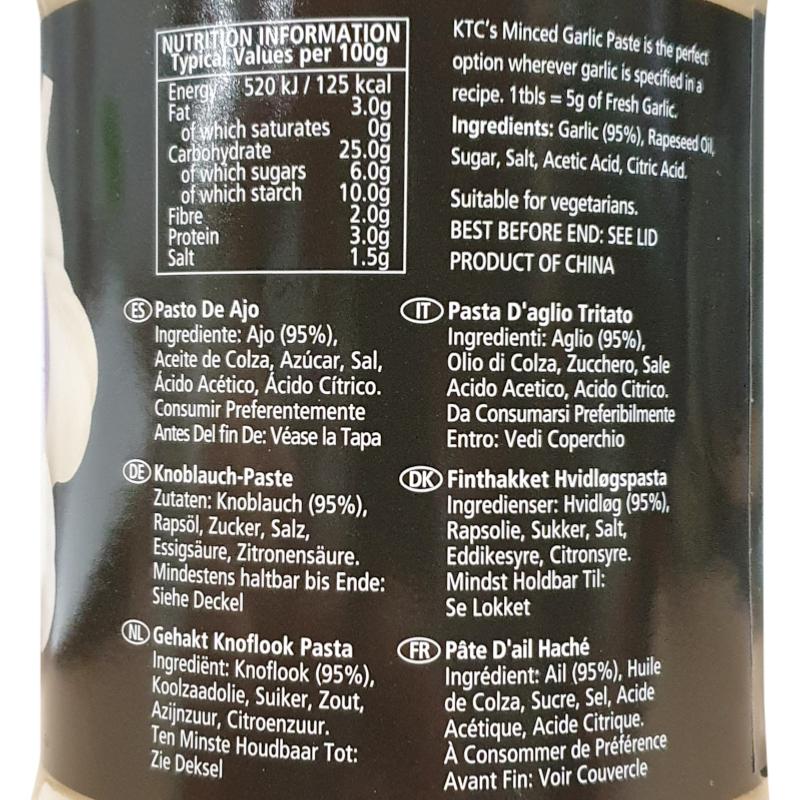 NUTRITION INFORMATION
Typical Values per 100g
Energy 520 kJ / 125 kcal
Fat 3.0g
of which saturates 0g
Carbohydrate 25.0g
of which sugars 6.0g
of which starch 10.0g
Fibre 2.0g
Protein 3.0g
Salt 1.5g
KTC's Minced Garlic Paste is the perfect
option wherever garlic is specified in a
recipe. 1tbls = 5g of Fresh Garlic.
Ingredients: Garlic (95%), Rapeseed Oil,
Sugar, Salt, Acetic Acid, Citric Acid.
Suitable for vegetarians.
BEST BEFORE END: SEE LID
PRODUCT OF CHINA
ES Pasto De Ajo
Ingrediente: Ajo (95%),
Aceite de Colza, Azúcar, Sal,
Ácido Acético, Ácido Cítrico.
Consumir Preferentemente
Antes Del fin De: Véase la Tapa
IT Pasta D'aglio Tritato
Ingredienti: Aglio (95%),
Olio di Colza, Zucchero, Sale
Acido Acetico, Acido Citrico.
Da Consumarsi Preferibilmente
Entro: Vedi Coperchio
DE Knoblauch-Paste
Zutaten: Knoblauch (95%),
Rapsöl, Zucker, Salz,
Essigsäure, Zitronensäure.
Mindestens haltbar bis Ende:
Siehe Deckel
DK Finthakket Hvidløgspasta
Ingredienser: Hvidløg (95%),
Rapsolie, Sukker, Salt,
Eddikesyre, Citronsyre.
Mindst Holdbar Til:
Se Lokket
NL Gehakt Knoflook Pasta
Ingrediënt: Knoflook (95%),
Koolzaadolie, Suiker, Zout,
Azijnzuur, Citroenzuur.
Ten Minste Houdbaar Tot:
Zie Deksel
FR Pâte D'ail Haché
Ingrédient: Ail (95%), Huile
de Colza, Sucre, Sel, Acide
Acétique, Acide Citrique.
À Consommer de Préférence
Avant Fin: Voir Couvercle